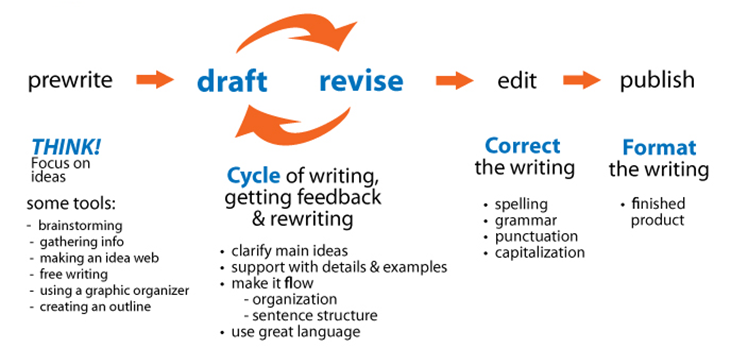 prewrite
draft
revise
edit
publish
THINK!
Focus on
ideas
some tools:
- brainstorming
- gathering info
- making an idea web
- free writing
- using a graphic organizer
- creating an outline
Cycle of writing,
getting feedback
& rewriting
• clarify main ideas
• support with details & examples
• make it flow
- organization
- sentence structure
• use great language
Correct
the writing
• spelling
• grammar
• punctuation
• capitalization
Format
the writing
• finished
product